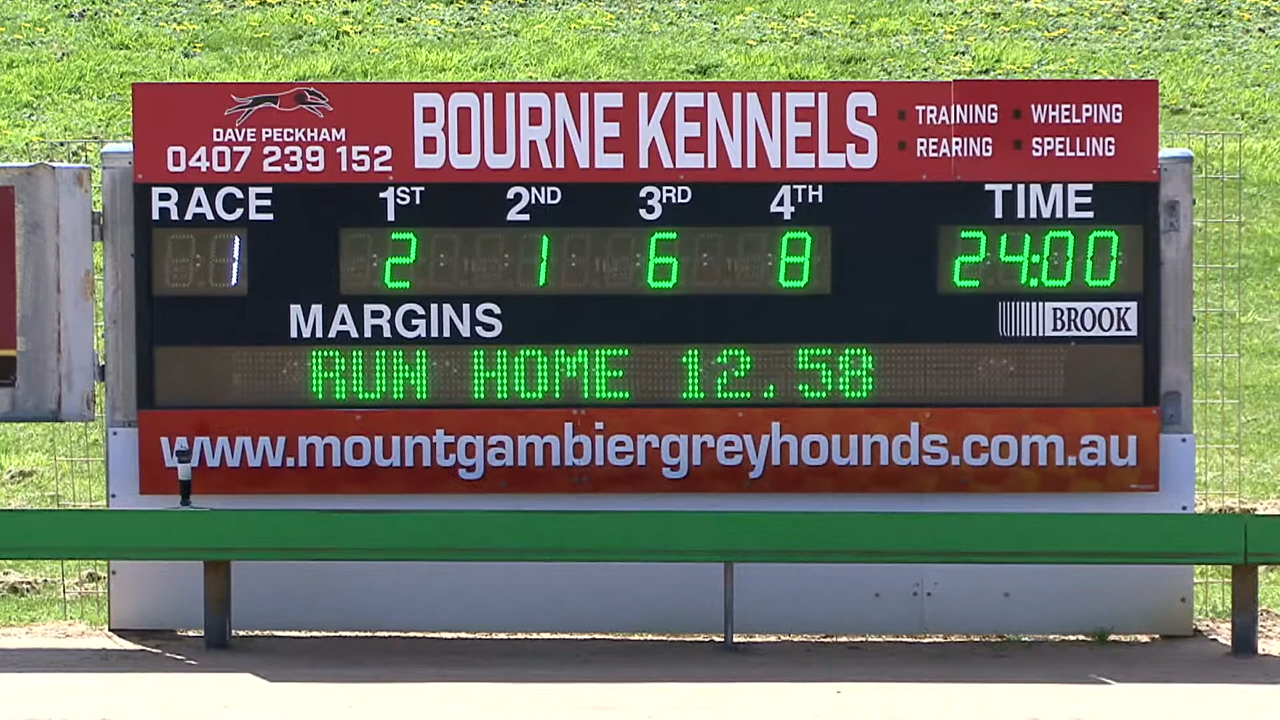 DAVE PECKHAM
0407 239 152
BOURNE KENNELS
TRAINING WHELPING
REARING SPELLING
RACE 1ST 2ND 3RD 4TH TIME
1 2 1 6 8 24:00
MARGINS
BROOK
RUN HOME 12.58
www.mountgambiergreyhounds.com.au